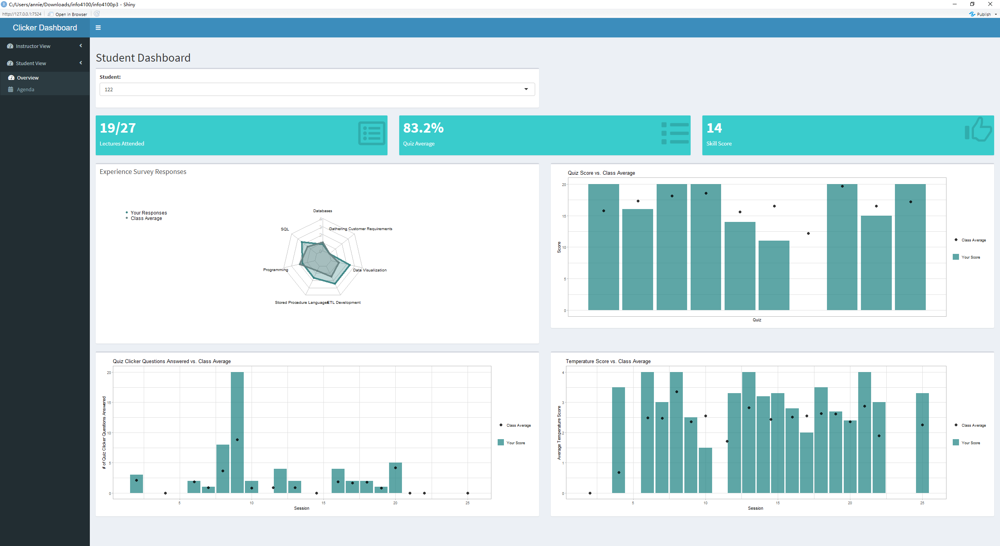 C:/Users/annie/Downloads/info4100/info4100p3 - Shiny
http://127.0.0.1:7524
Open in Browser
Publish
Clicker Dashboard
Instructor View
Student View
Overview
Agenda
Student Dashboard
Student:
122
19/27
Lectures Attended
83.2%
Quiz Average
14
Skill Score
Experience Survey Responses
Your Responses
Class Average
Databases
Gathering Customer Requirements
SQL
4
3
2
0
Programming
Data Visualization
Stored Procedure Languages
ETL Development
Quiz Score vs. Class Average
20
15
10
5
0
Score
Quiz
Class Average
Your Score
Quiz Clicker Questions Answered vs. Class Average
20
15
10
5
0
# of Quiz Clicker Questions Answered
5 10 15 20 25
Session
Class Average
Your Score
Temperature Score vs. Class Average
4
3
2
1
0
Average Temperature Score
5 10 15 20 25
Session
Class Average
Your Score